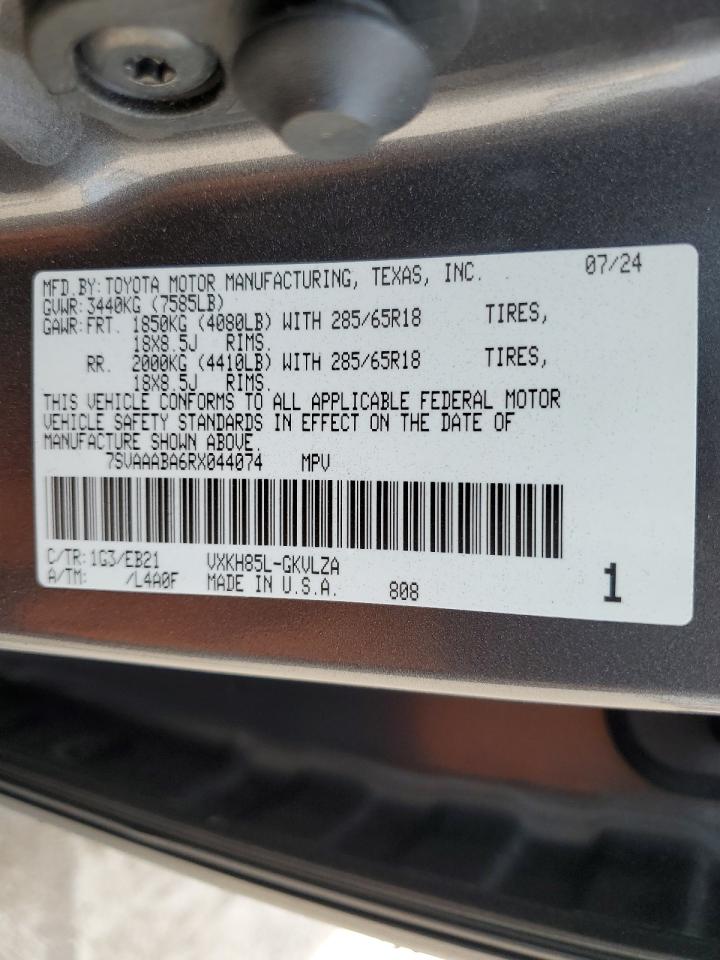 MFD.BY:TOYOTA MOTOR MANUFACTURING, TEXAS, INC. 07/24
GVWR:3440KG (7585LB)
GAWR:FRT. 1850KG (4080LB) WITH 285/65R18 TIRES,
18X8.5J RIMS.
RR. 2000KG (4410LB) WITH 285/65R18 TIRES,
18X8.5J RIMS.
THIS VEHICLE CONFORMS TO ALL APPLICABLE FEDERAL MOTOR
VEHICLE SAFETY STANDARDS IN EFFECT ON THE DATE OF
MANUFACTURE SHOWN ABOVE.
7SVAAABA6RX044074 MPV
C/TR:1G3/EB21 VXKH85L-GKVLZA
A/TM: /L4A0F MADE IN U.S.A. 808 1